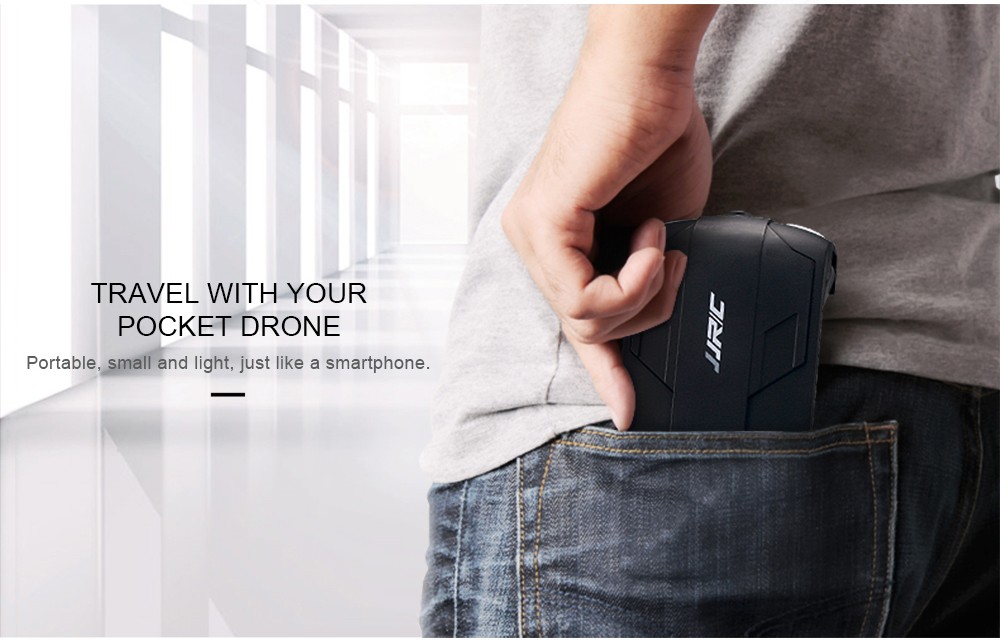 TRAVEL WITH YOUR
POCKET DRONE
Portable, small and light, just like a smartphone.
JJRC